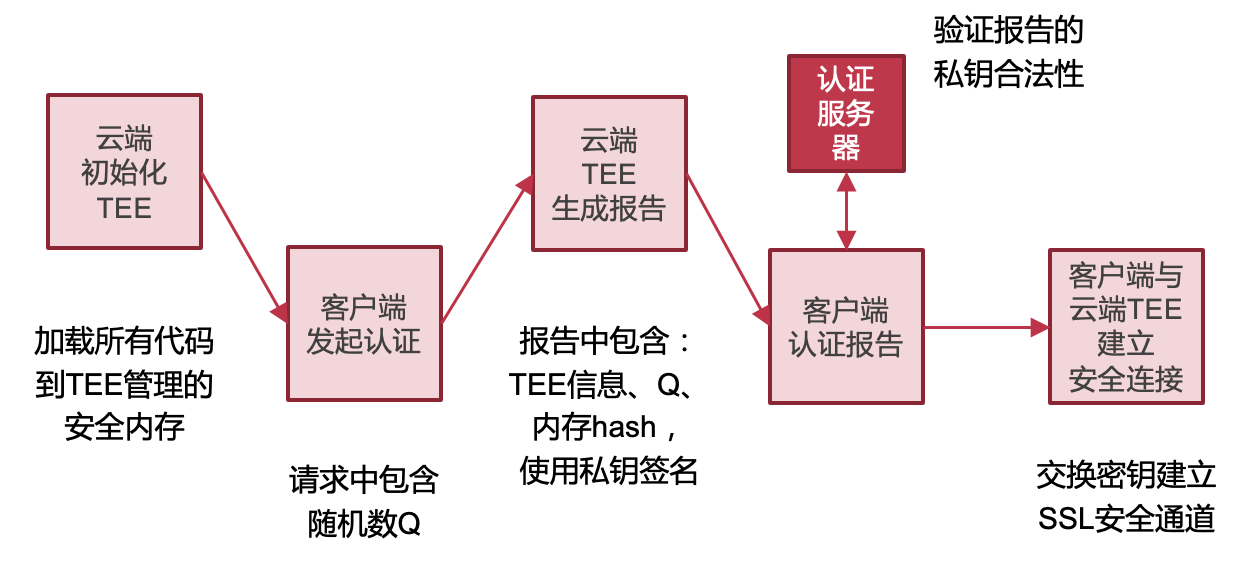 云端
初始化
TEE
加载所有代码
到TEE管理的
安全内存
客户端
发起认证
请求中包含
随机数Q
云端
TEE
生成报告
报告中包含：
TEE信息、Q、
内存hash，
使用私钥签名
认证
服务
器
验证报告的
私钥合法性
客户端
认证报告
客户端与
云端TEE
建立
安全连接
交换密钥建立
SSL安全通道